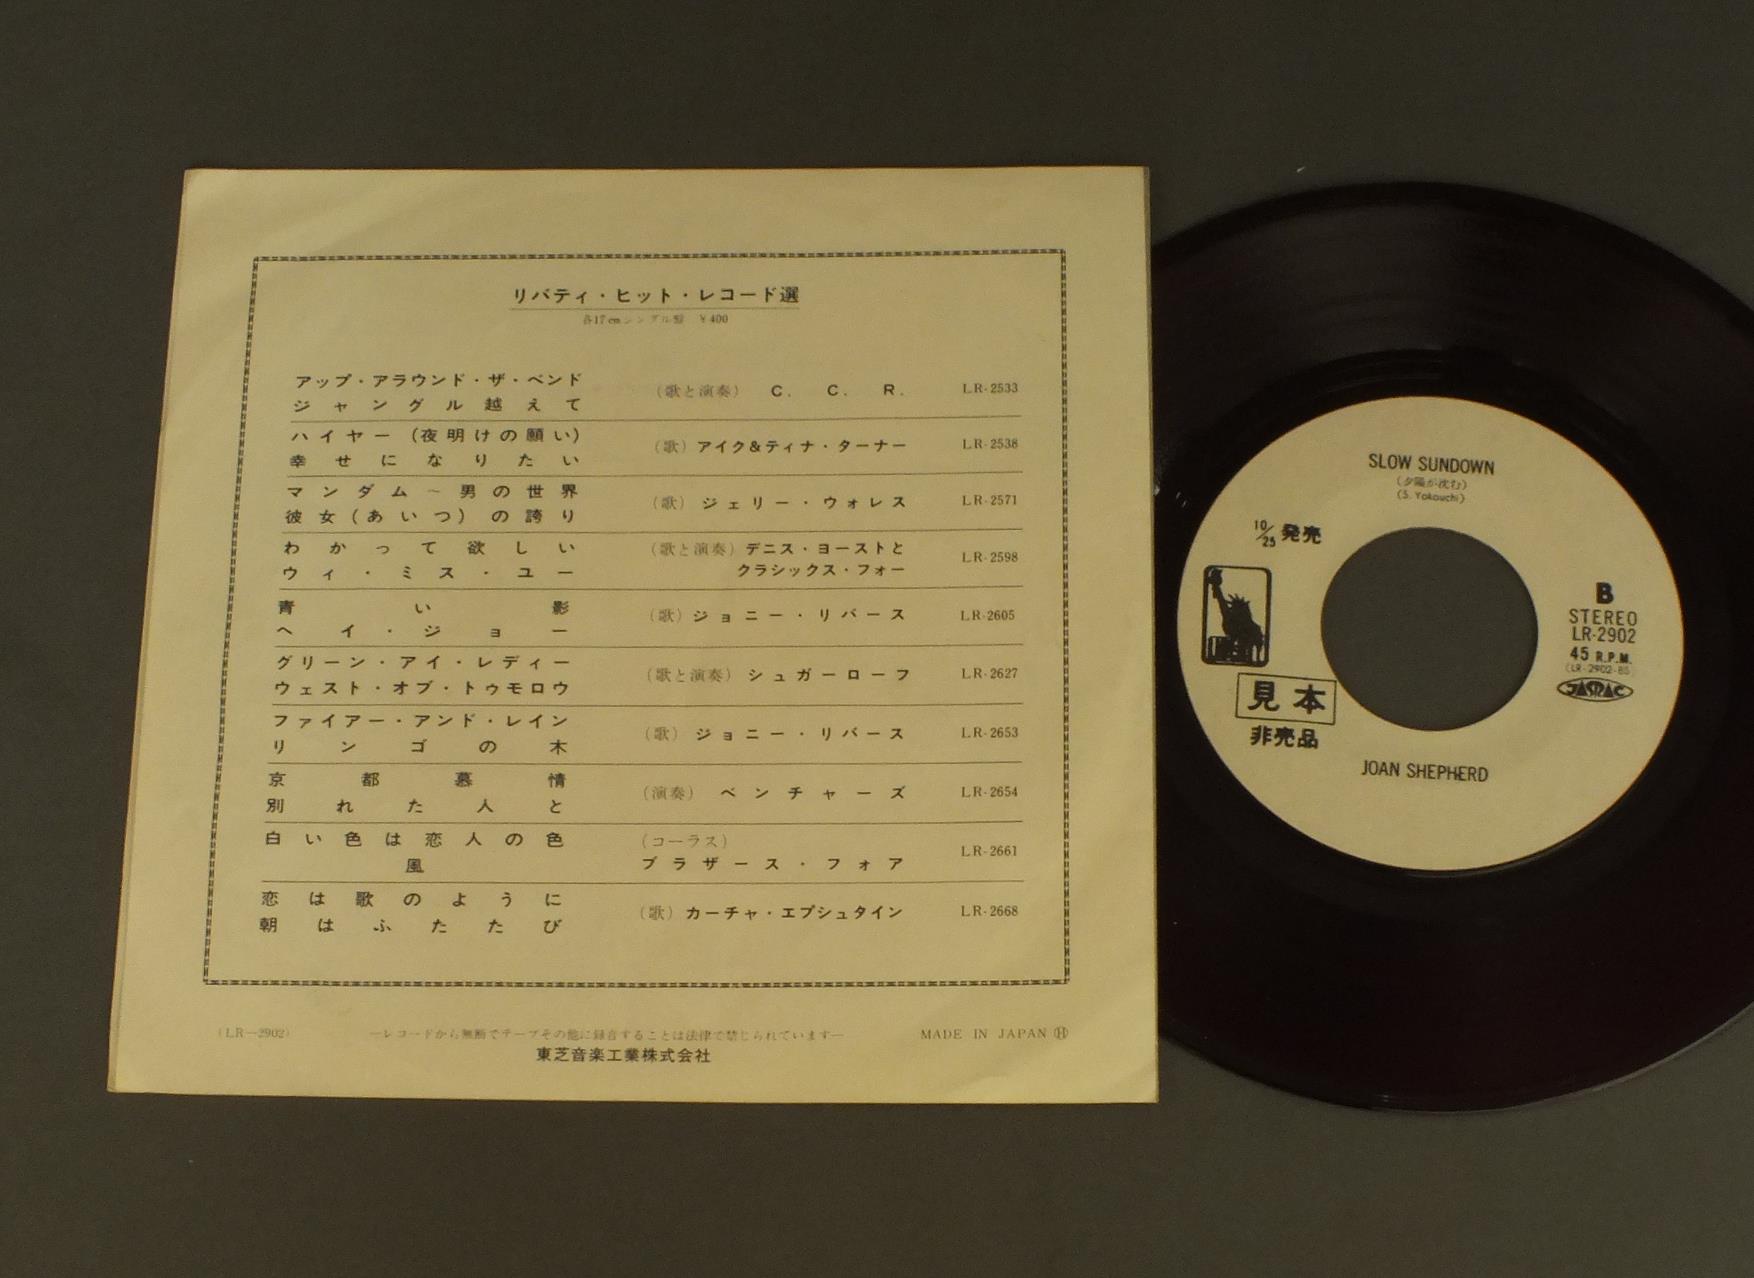 リバティ・ヒット・レコード選
各17cmシングル盤 ¥400
アップ・アラウンド・ザ・ベンド
ジャングル越えて
(歌と演奏) C. C. R.
LR-2533
ハイヤー(夜明けの願い)
幸せになりたい
(歌) アイク&ティナ・ターナー
LR-2538
マンダム~男の世界
彼女(あいつ)の誇り
(歌) ジェリー・ウォレス
LR-2571
わかって欲しい
ウィ・ミス・ユー
(歌と演奏) デニス・ヨーストと
クラシックス・フォー
LR-2598
青い影
ヘイ・ジョー
(歌) ジョニー・リバース
LR-2605
グリーン・アイ・レディー
ウェスト・オブ・トゥモロウ
(歌と演奏) シュガーローフ
LR-2627
ファイアー・アンド・レイン
リンゴの木
(歌) ジョニー・リバース
LR-2653
京都慕情
別れた人と
(演奏) ベンチャーズ
LR-2654
白い色は恋人の色
風
(コーラス)
ブラザース・フォア
LR-2661
恋は歌のように
朝はふたたび
(歌) カーチャ・エプシュタイン
LR-2668
(LR-2902)
―レコードから無断でテープその他に録音することは法律で禁じられています―
MADE IN JAPAN Ⓗ
東芝音楽工業株式会社
SLOW SUNDOWN
(夕陽が沈む)
(S. Yokouchi)
10/25 発売
LIBERTY
見本
非売品
B
STEREO
LR-2902
45 R.P.M.
(LR-2902-BS)
JASRAC
JOAN SHEPHERD